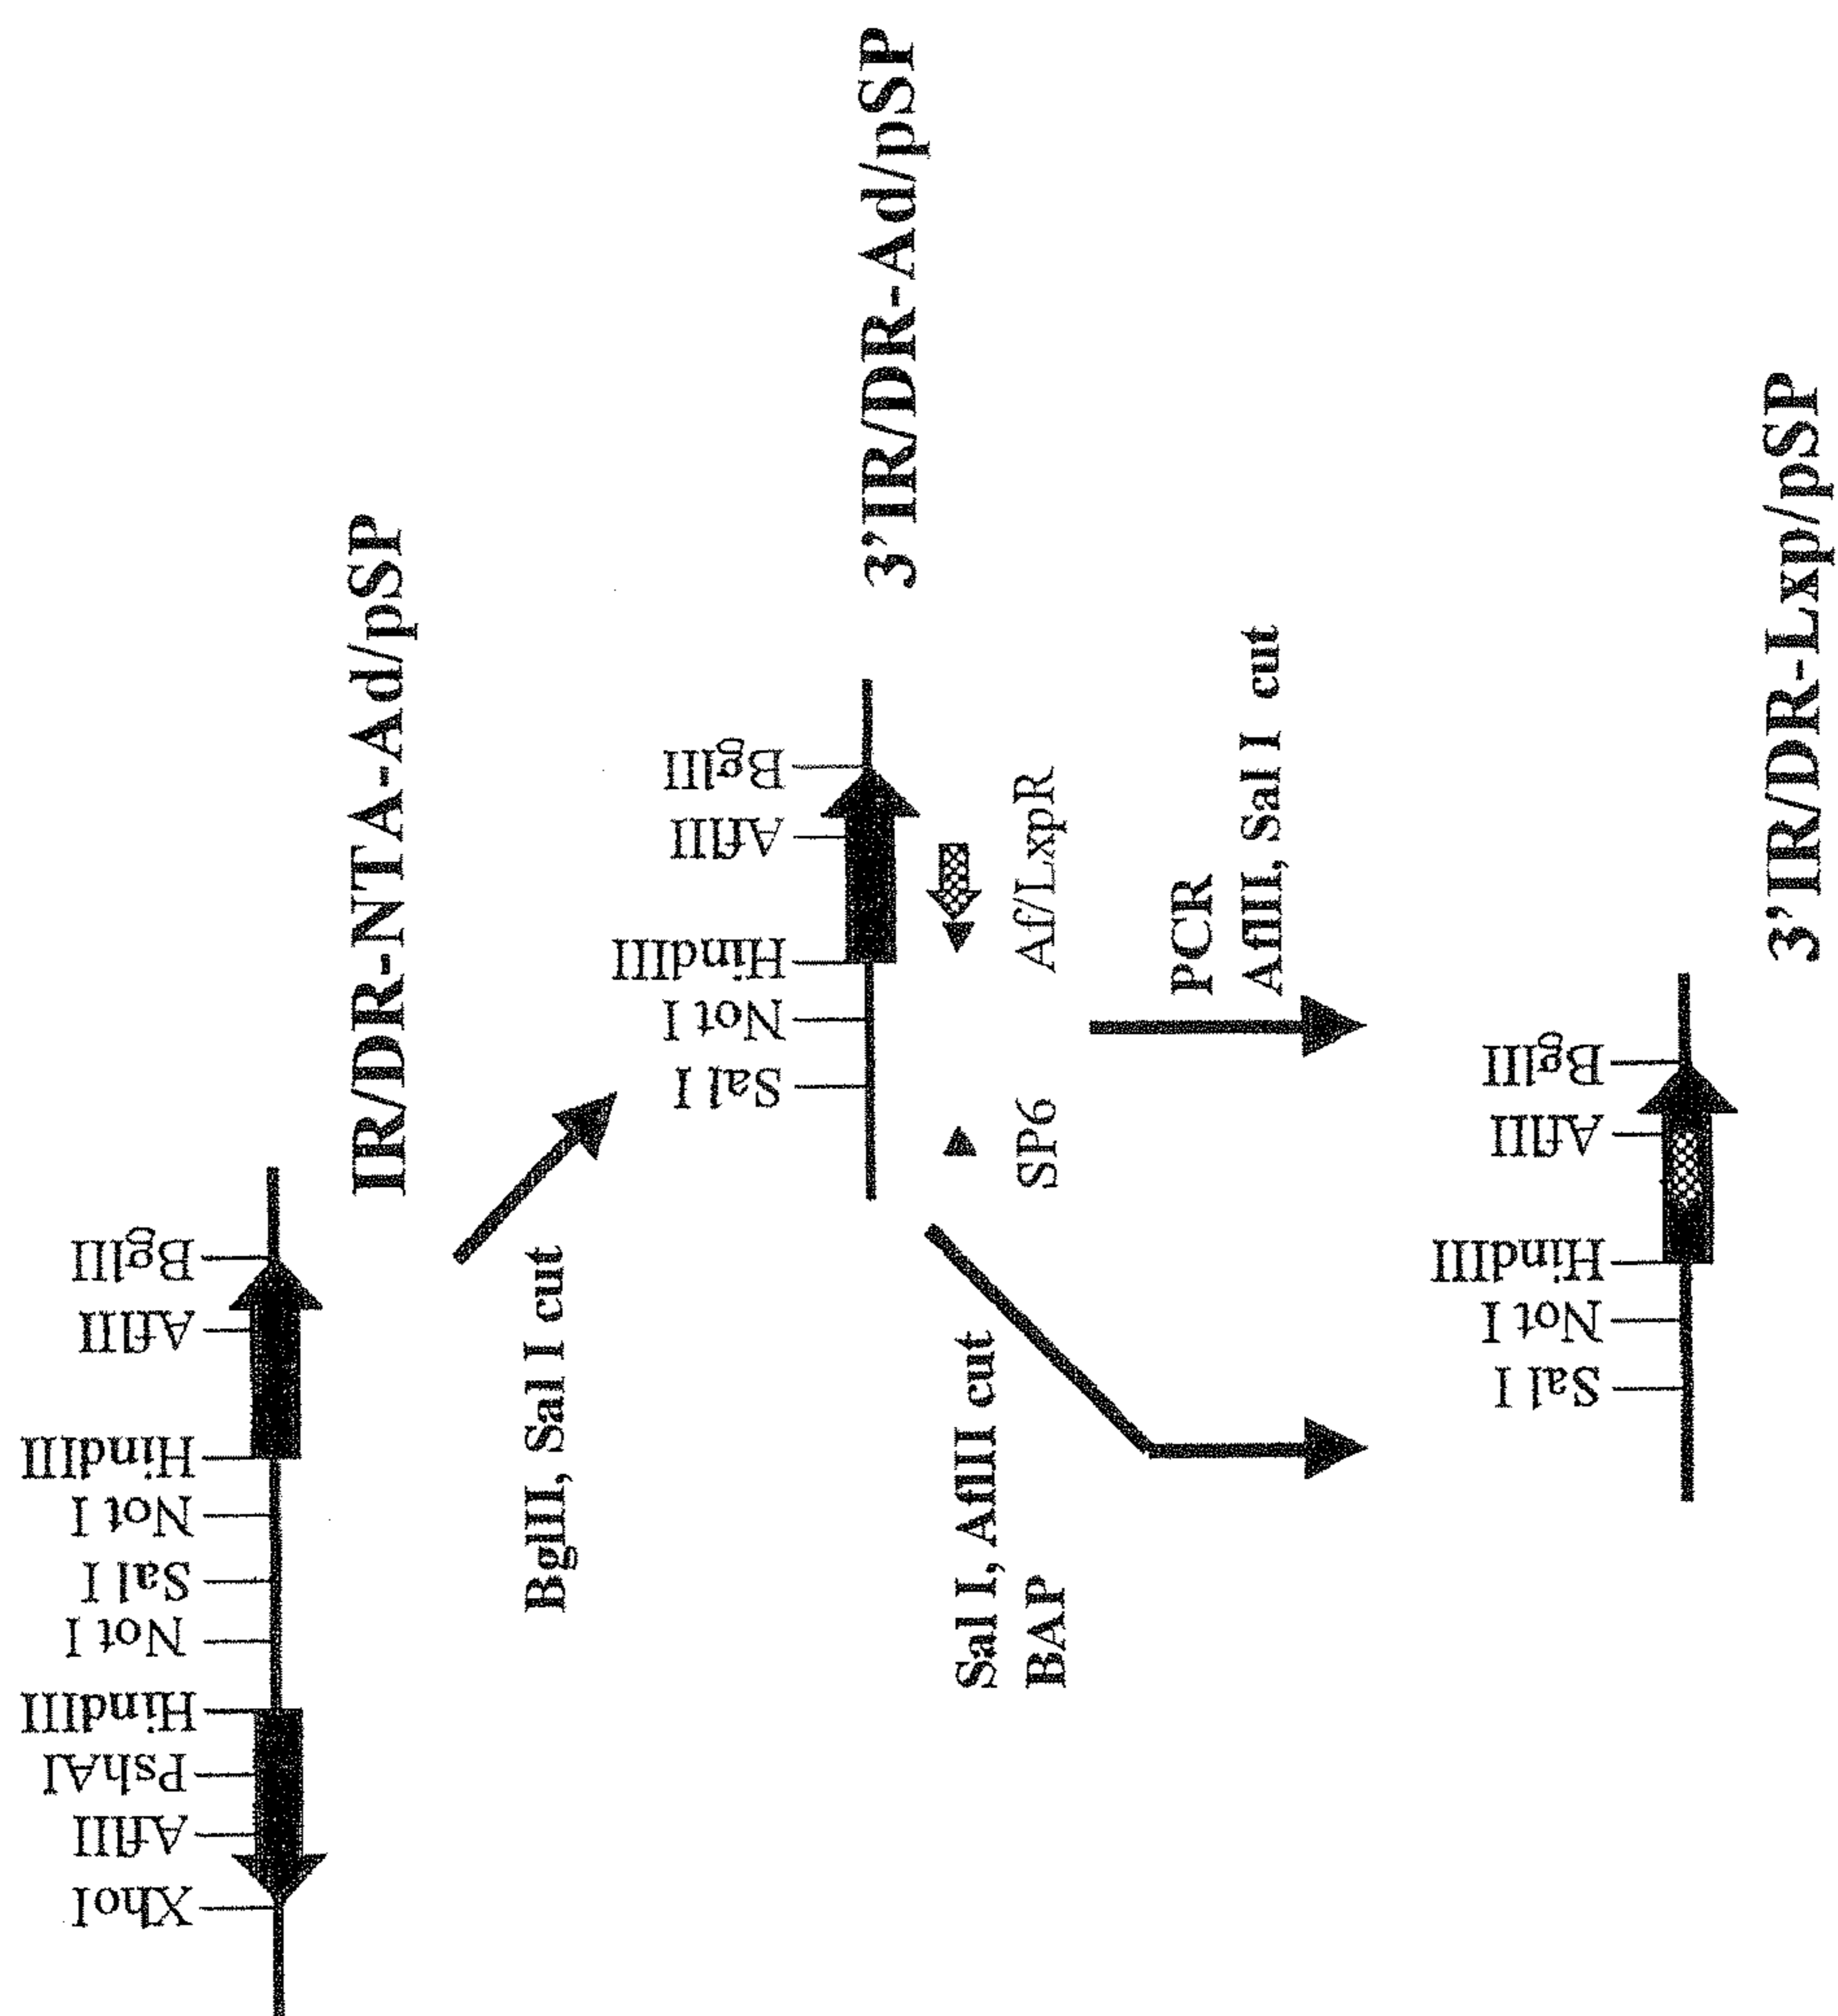 XhoI
AflII
PshAI
HindIII
Not I
Sal I
Not I
HindIII
AflII
BglII
IR/DR-NTA-Ad/pSP
BglII, Sal I cut
Sal I
Not I
HindIII
AflII
BglII
3'IR/DR-Ad/pSP
SP6
Af/LxpR
Sal I, AflII cut
BAP
PCR
AflII, Sal I cut
Sal I
Not I
HindIII
AflII
BglII
3'IR/DR-Lxp/pSP